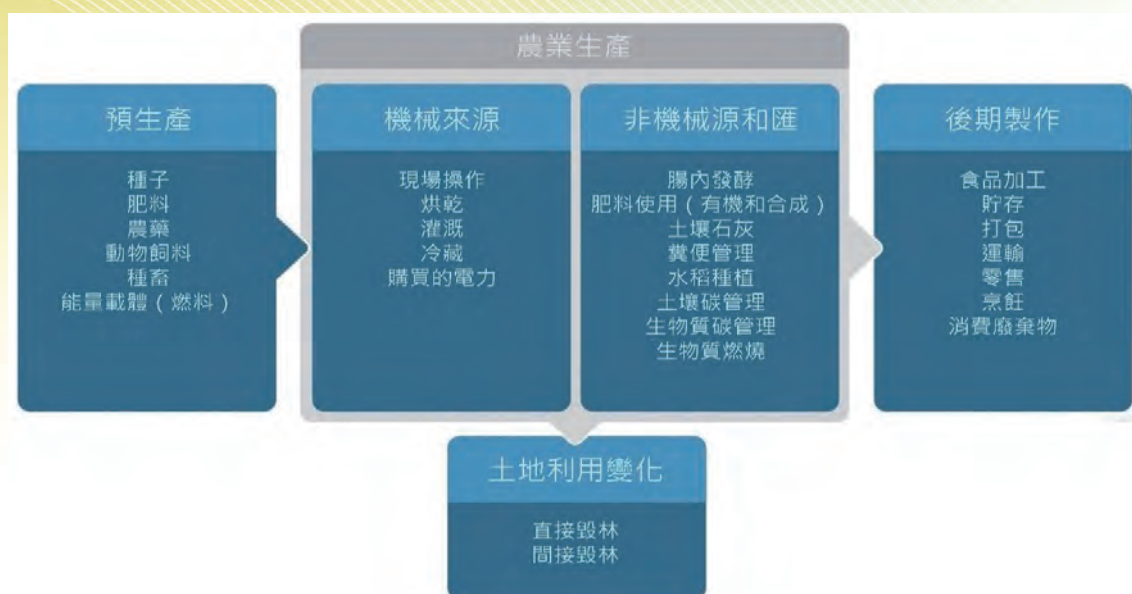 農業生產
預生產
種子
肥料
農藥
動物飼料
種畜
能量載體（燃料）
機械來源
現場操作
烘乾
灌溉
冷藏
購買的電力
非機械源和匯
腸內發酵
肥料使用（有機和合成）
土壤石灰
糞便管理
水稻種植
土壤碳管理
生物質碳管理
生物質燃燒
後期製作
食品加工
貯存
打包
運輸
零售
烹飪
消費廢棄物
土地利用變化
直接毀林
間接毀林